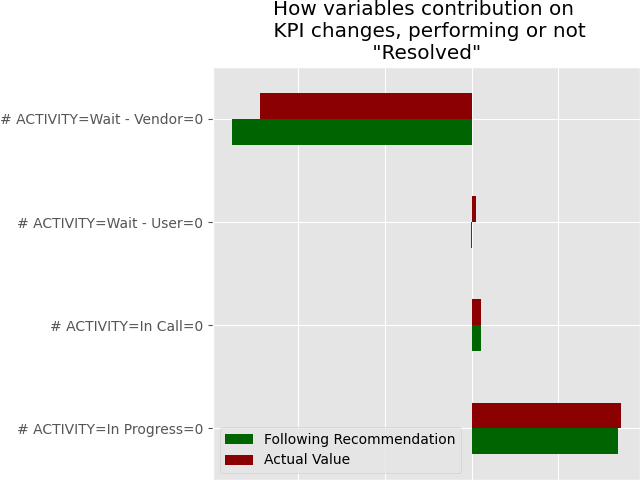 How variables contribution on
KPI changes, performing or not
"Resolved"
# ACTIVITY=Wait - Vendor=0
# ACTIVITY=Wait - User=0
# ACTIVITY=In Call=0
# ACTIVITY=In Progress=0
Following Recommendation
Actual Value